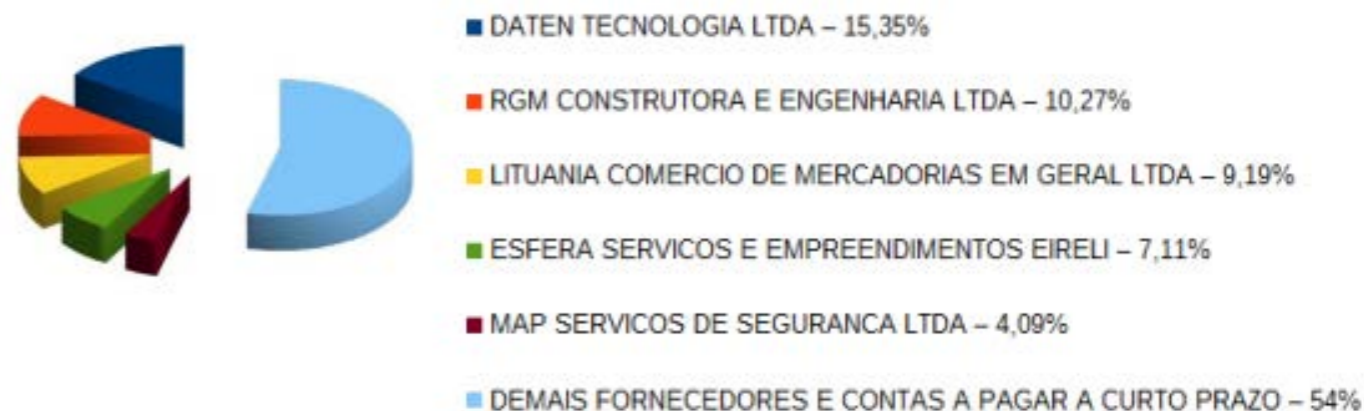 DATEN TECNOLOGIA LTDA – 15,35%
RGM CONSTRUTORA E ENGENHARIA LTDA – 10,27%
LITUANIA COMERCIO DE MERCADORIAS EM GERAL LTDA – 9,19%
ESFERA SERVICOS E EMPREENDIMENTOS EIRELI – 7,11%
MAP SERVICOS DE SEGURANCA LTDA – 4,09%
DEMAIS FORNECEDORES E CONTAS A PAGAR A CURTO PRAZO – 54%